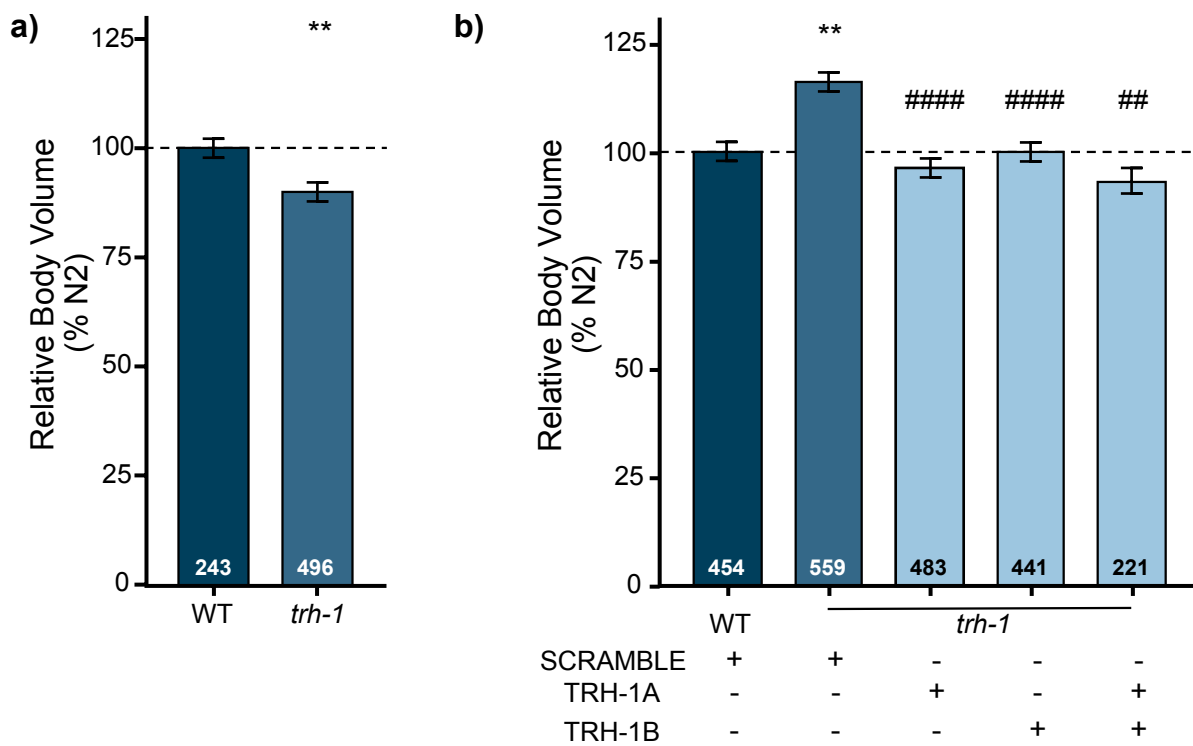 a)
**
125
100
75
50
25
0
Relative Body Volume
(% N2)
243 496
WT trh-1
b)
**
#### #### ##
125
100
75
50
25
0
Relative Body Volume
(% N2)
454 559 483 441 221
WT trh-1
SCRAMBLE + + - - -
TRH-1A - - + - +
TRH-1B - - - + +